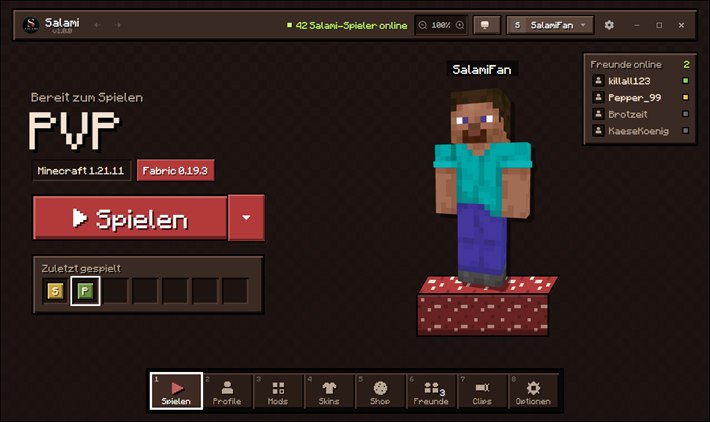 Salami
v1.0.0
42 Salami-Spieler online
100%
S SalamiFan
SalamiFan
Freunde online 2
killall123
Pepper_99
Brotzeit
KaeseKoenig
Bereit zum Spielen
PVP
Minecraft 1.21.11
Fabric 0.19.3
Spielen
Zuletzt gespielt
S P
1 Spielen
2 Profile
3 Mods
4 Skins
5 Shop
6 Freunde 3
7 Clips
8 Optionen